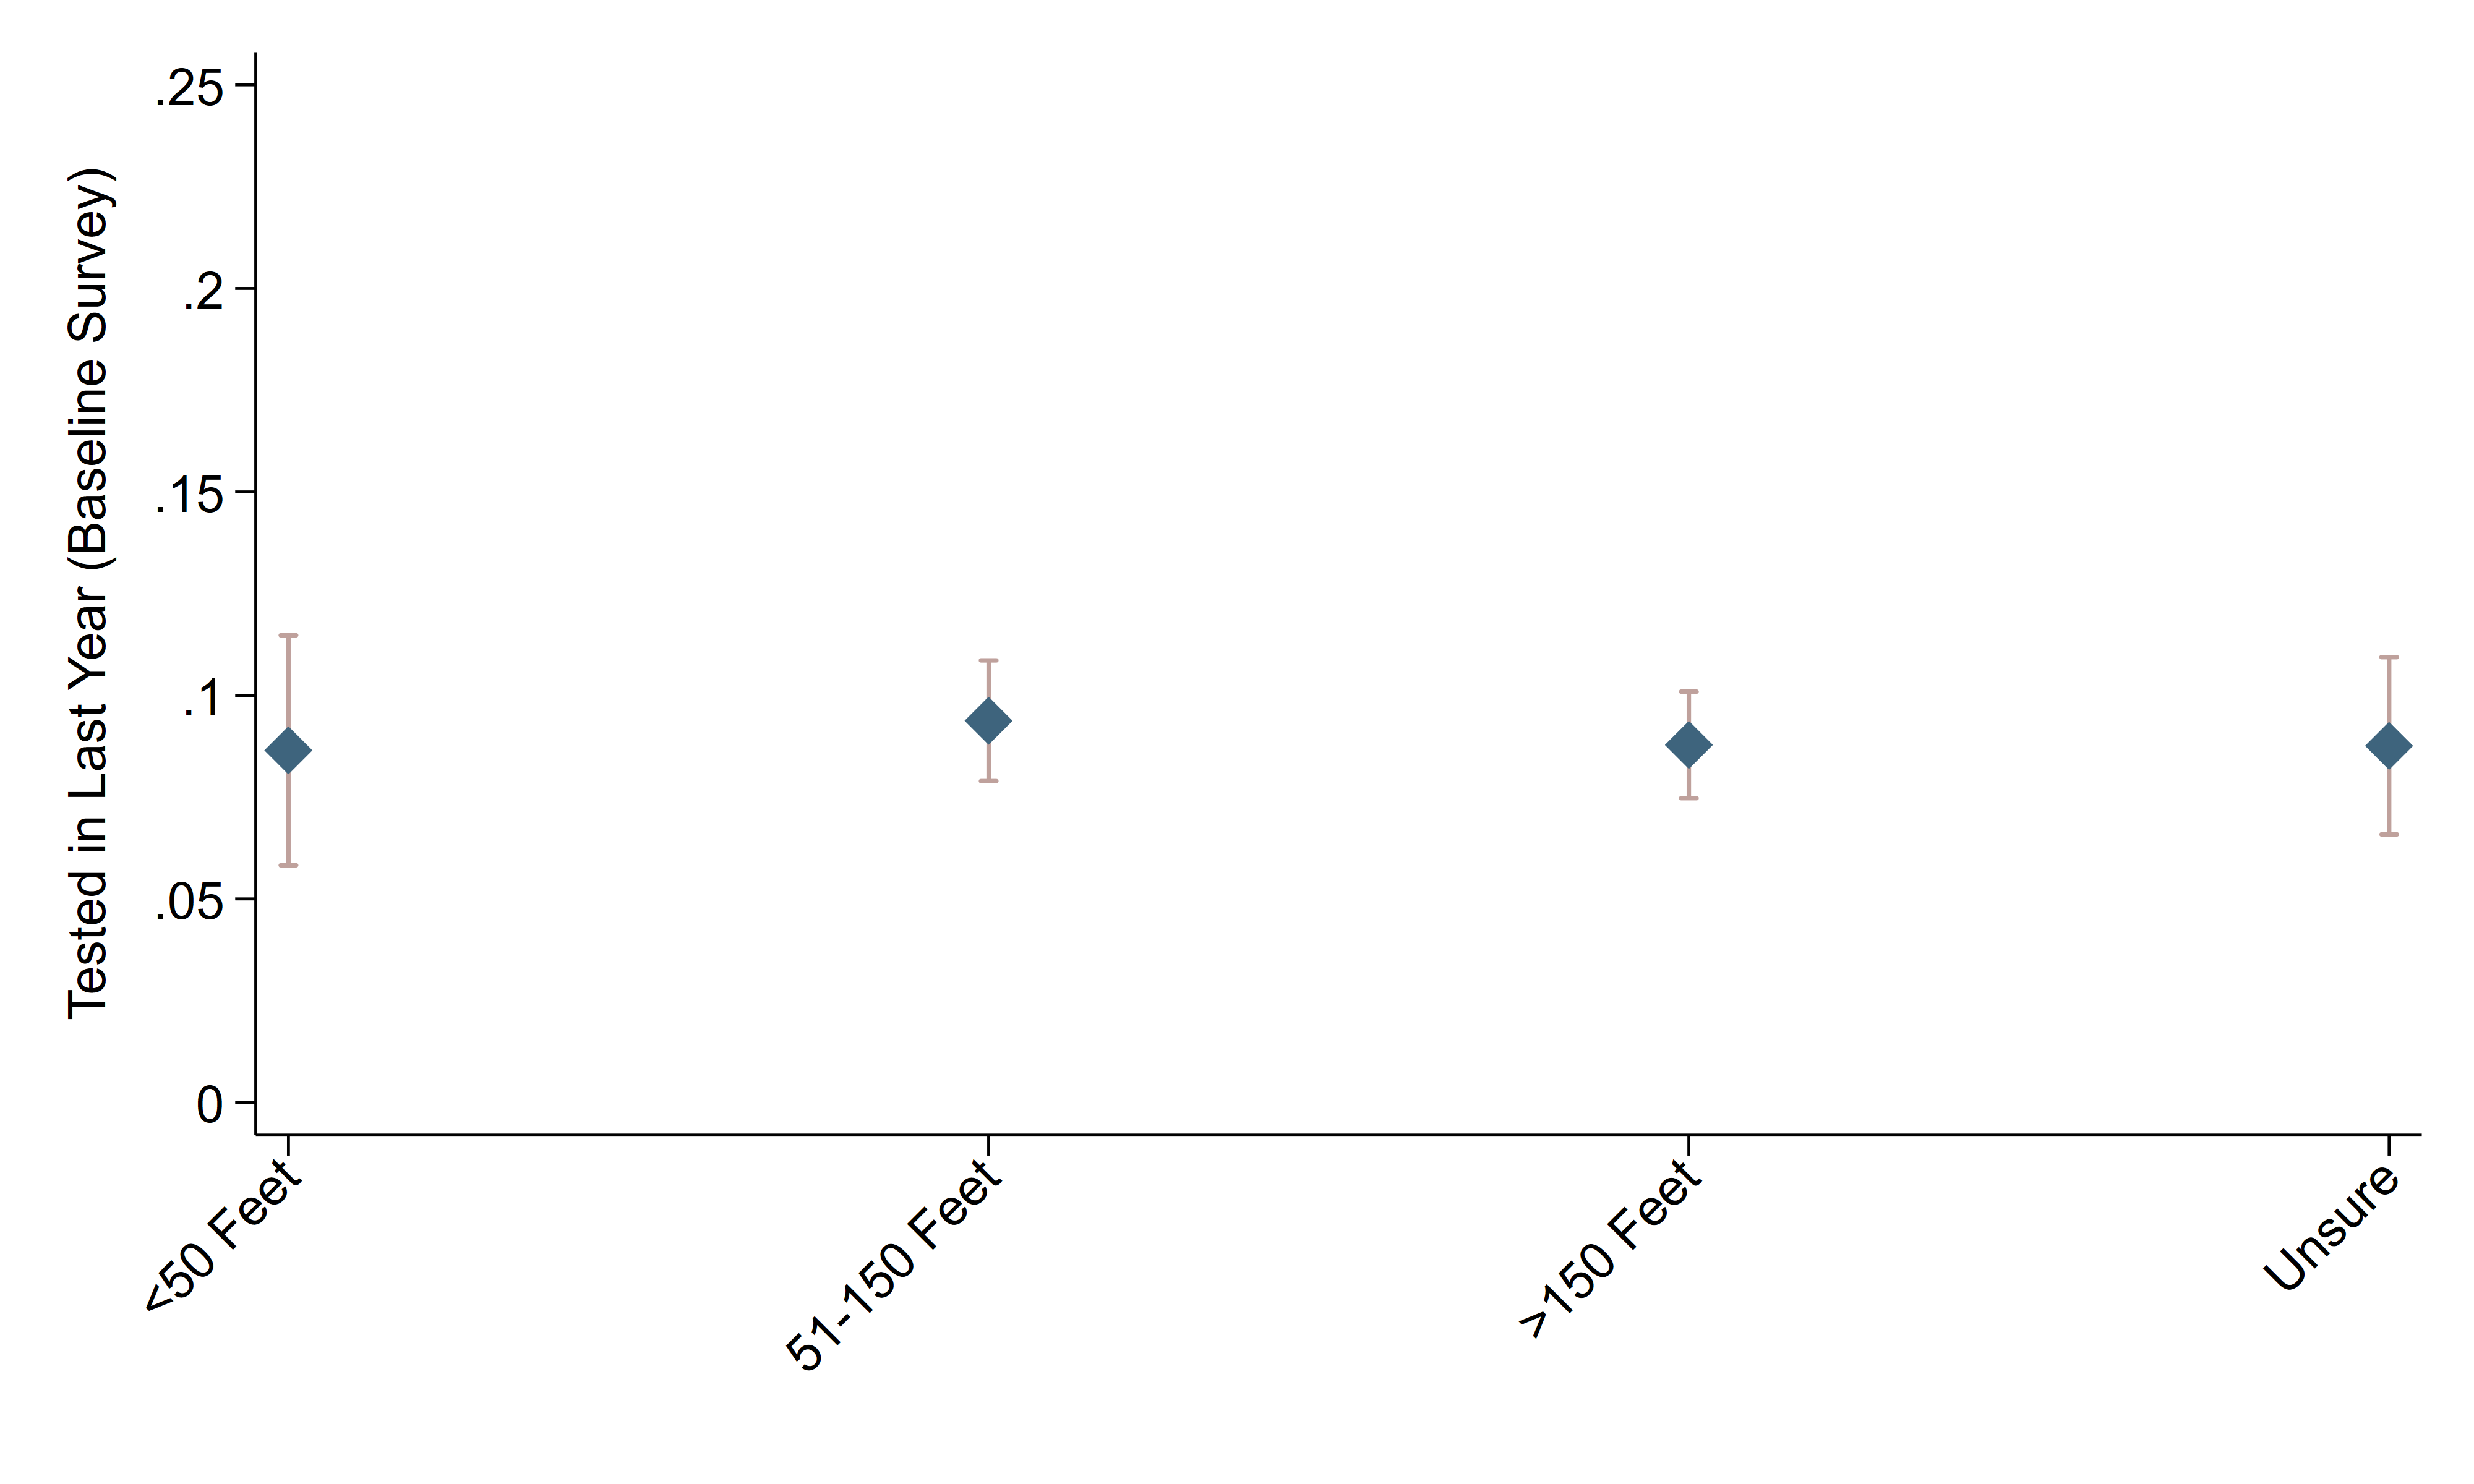 Tested in Last Year (Baseline Survey)
.25
.2
.15
.1
.05
0
<50 Feet
51-150 Feet
>150 Feet
Unsure